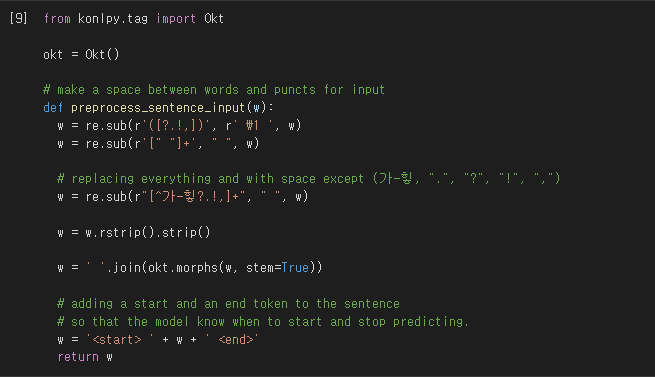 [9] from konlpy.tag import Okt
okt = Okt()
# make a space between words and puncts for input
def preprocess_sentence_input(w):
w = re.sub(r'([?.!,])', r' ₩1 ', w)
w = re.sub(r'[" "]+', " ", w)
# replacing everything and with space except (가-힣, ".", "?", "!", ",")
w = re.sub(r"[^가-힣?.!,]+", " ", w)
w = w.rstrip().strip()
w = ' '.join(okt.morphs(w, stem=True))
# adding a start and an end token to the sentence
# so that the model know when to start and stop predicting.
w = '<start> ' + w + ' <end>'
return w